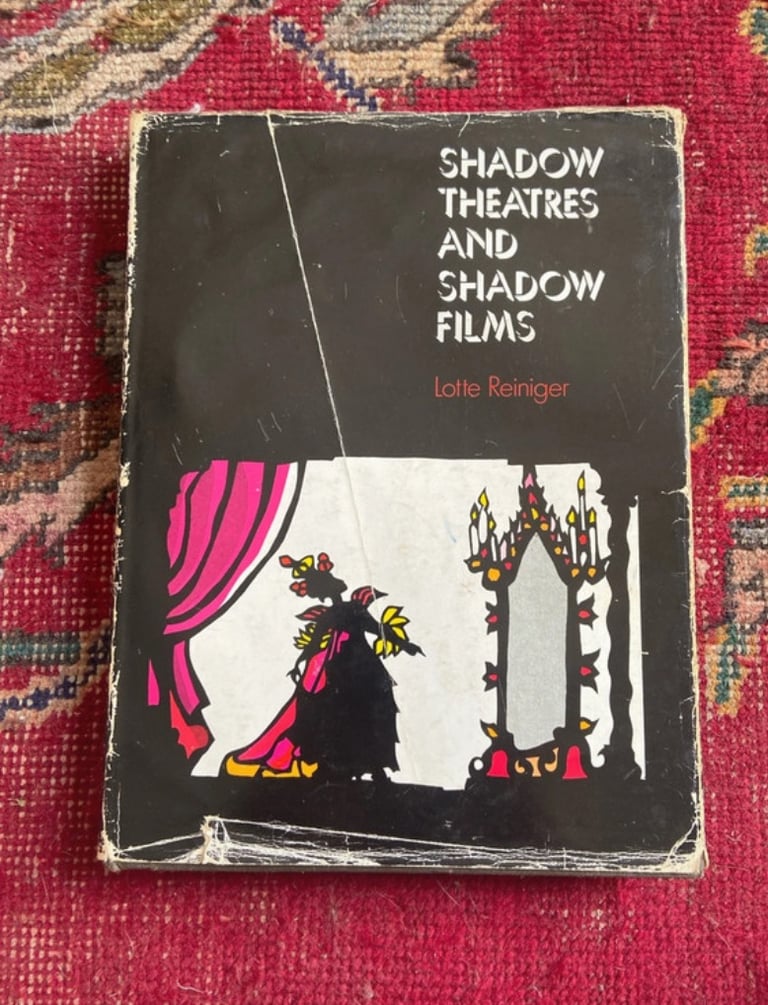 SHADOW
THEATRES
AND
SHADOW
FILMS
Lotte Reiniger